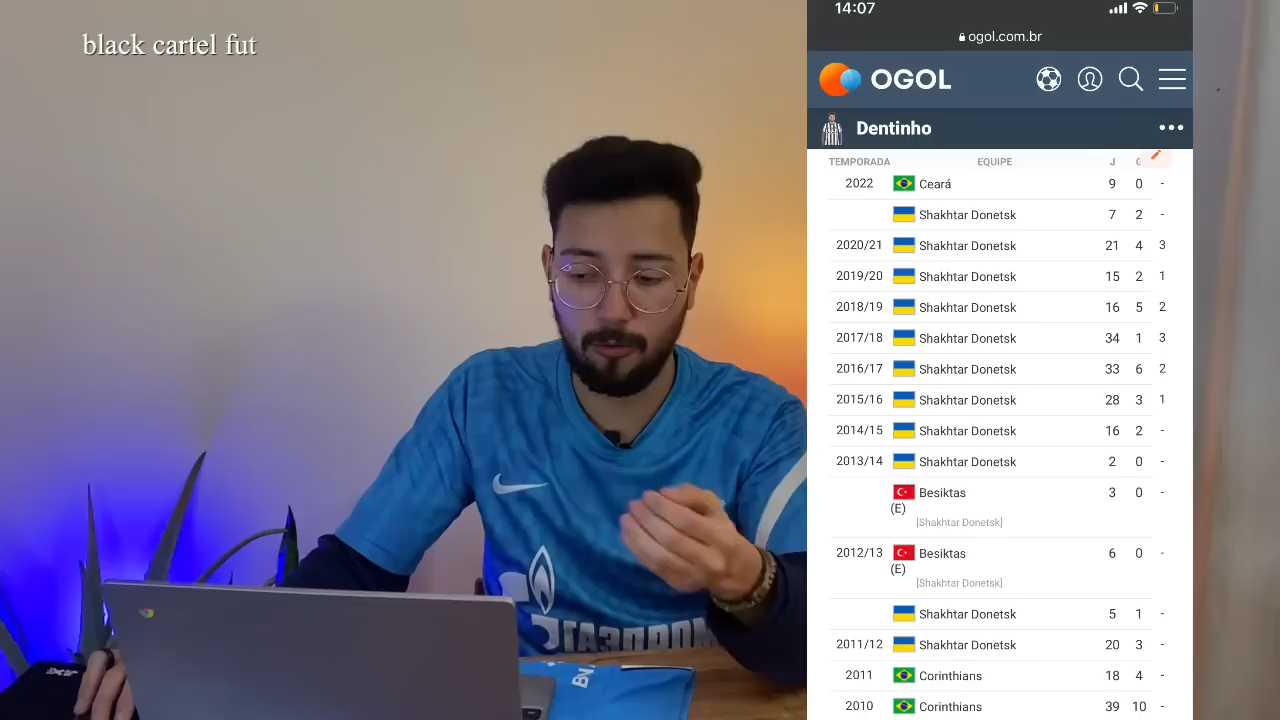 black cartel fut
14:07
ogol.com.br
OGOL
Dentinho
TEMPORADA EQUIPE J
2022 Ceará 9 0 -
Shakhtar Donetsk 7 2 -
2020/21 Shakhtar Donetsk 21 4 3
2019/20 Shakhtar Donetsk 15 2 1
2018/19 Shakhtar Donetsk 16 5 2
2017/18 Shakhtar Donetsk 34 1 3
2016/17 Shakhtar Donetsk 33 6 2
2015/16 Shakhtar Donetsk 28 3 1
2014/15 Shakhtar Donetsk 16 2 -
2013/14 Shakhtar Donetsk 2 0 -
Besiktas 3 0 -
(E)
[Shakhtar Donetsk]
2012/13 Besiktas 6 0 -
(E)
[Shakhtar Donetsk]
Shakhtar Donetsk 5 1 -
2011/12 Shakhtar Donetsk 20 3 -
2011 Corinthians 18 4 -
2010 Corinthians 39 10 -
ГАЗПРОМ